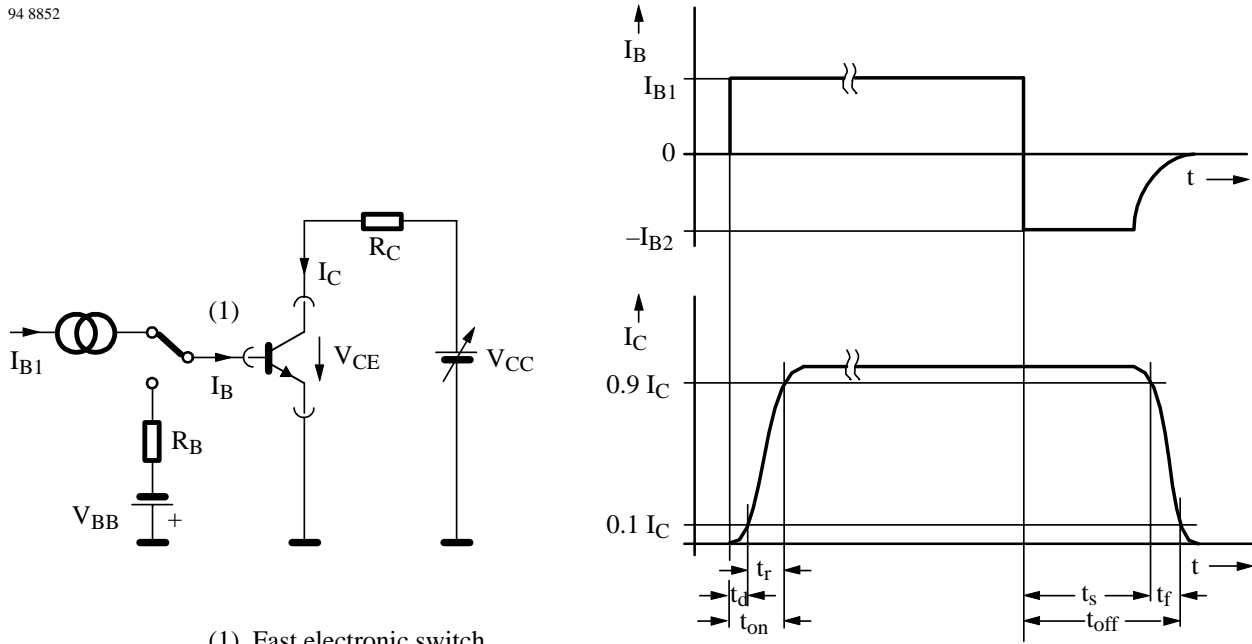 94 8852
I_B
I_B1
0
t
–I_B2
R_C
I_C
(1)
I_B1
I_B
V_CE
V_CC
R_B
V_BB
+
I_C
0.9 I_C
0.1 I_C
t
t_r
t_d
t_s
t_f
t_on
t_off
(1) Fast electronic switch